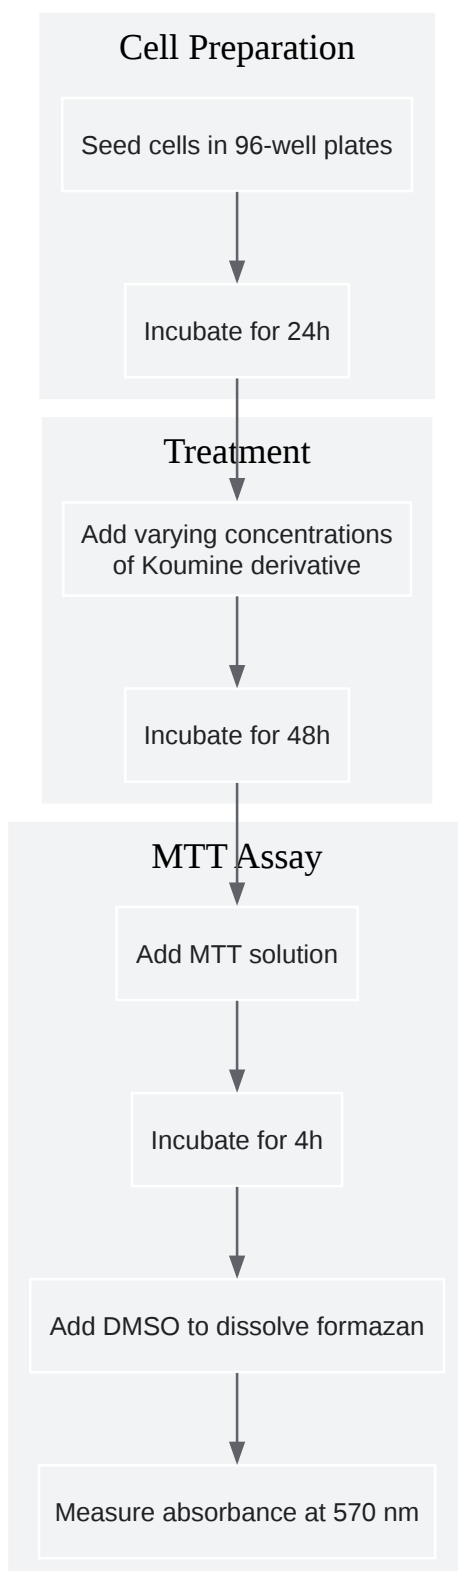 Cell Preparation
Seed cells in 96-well plates
Incubate for 24h
Treatment
Add varying concentrations
of Koumine derivative
Incubate for 48h
MTT Assay
Add MTT solution
Incubate for 4h
Add DMSO to dissolve formazan
Measure absorbance at 570 nm